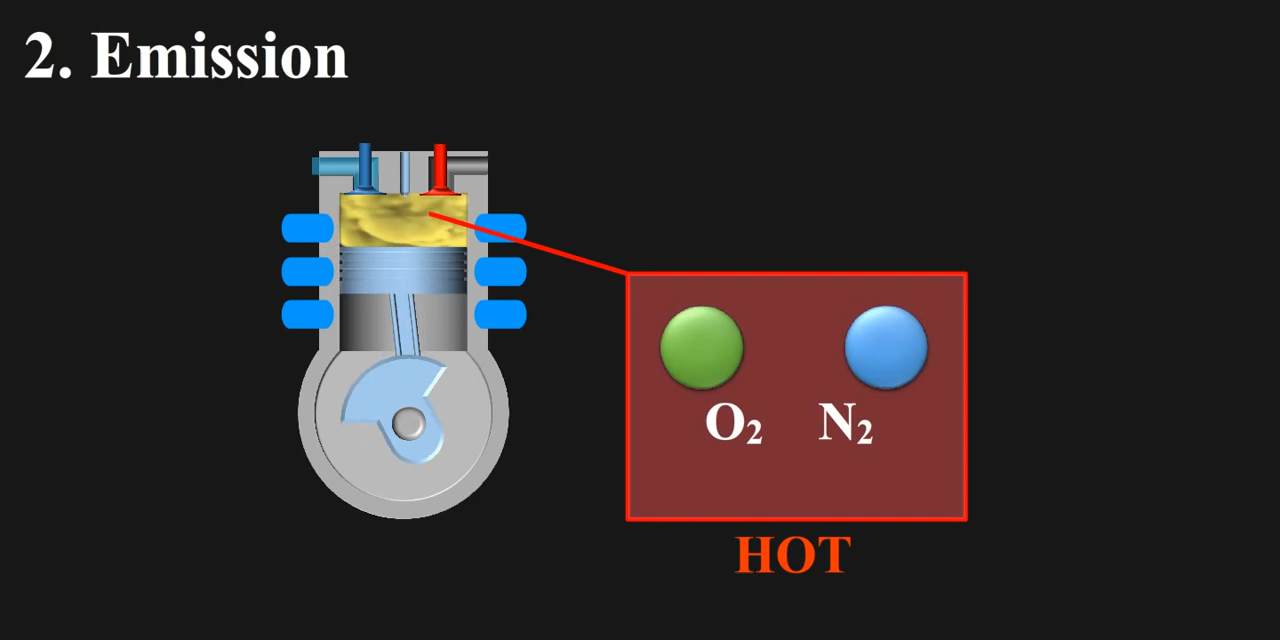 2. Emission
O₂ N₂
HOT